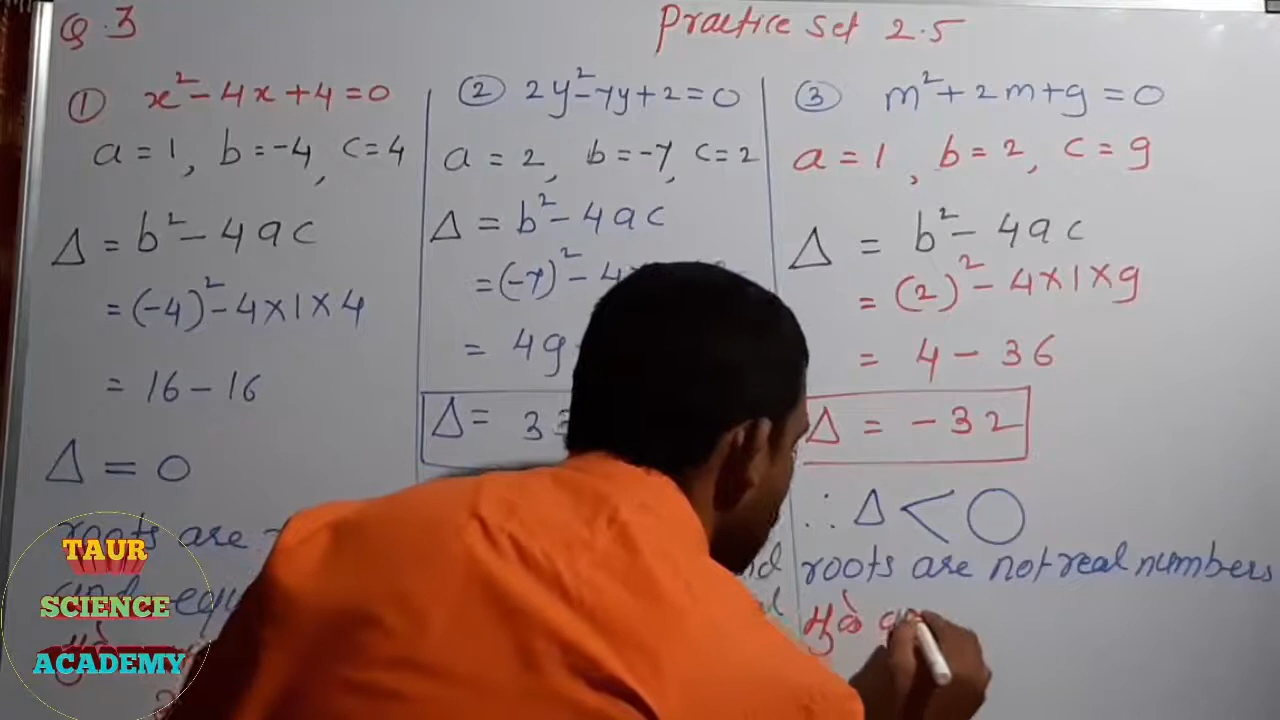 Q.3
Practice Set 2.5
① x²-4x+4=0
a=1, b=-4, c=4
Δ = b²-4ac
= (-4)²-4×1×4
= 16-16
Δ = 0
roots are
and equ
② 2y²-7y+2=0
a = 2, b=-7, c=2
Δ = b²-4ac
= (-7)²-4
= 49
Δ= 33
③ m²+2m+9=0
a=1, b=2, c=9
Δ = b²-4ac
= (2)²-4×1×9
= 4-36
Δ = -32
∴ Δ<0
roots are not real numbers
मुळे
TAUR
SCIENCE
ACADEMY